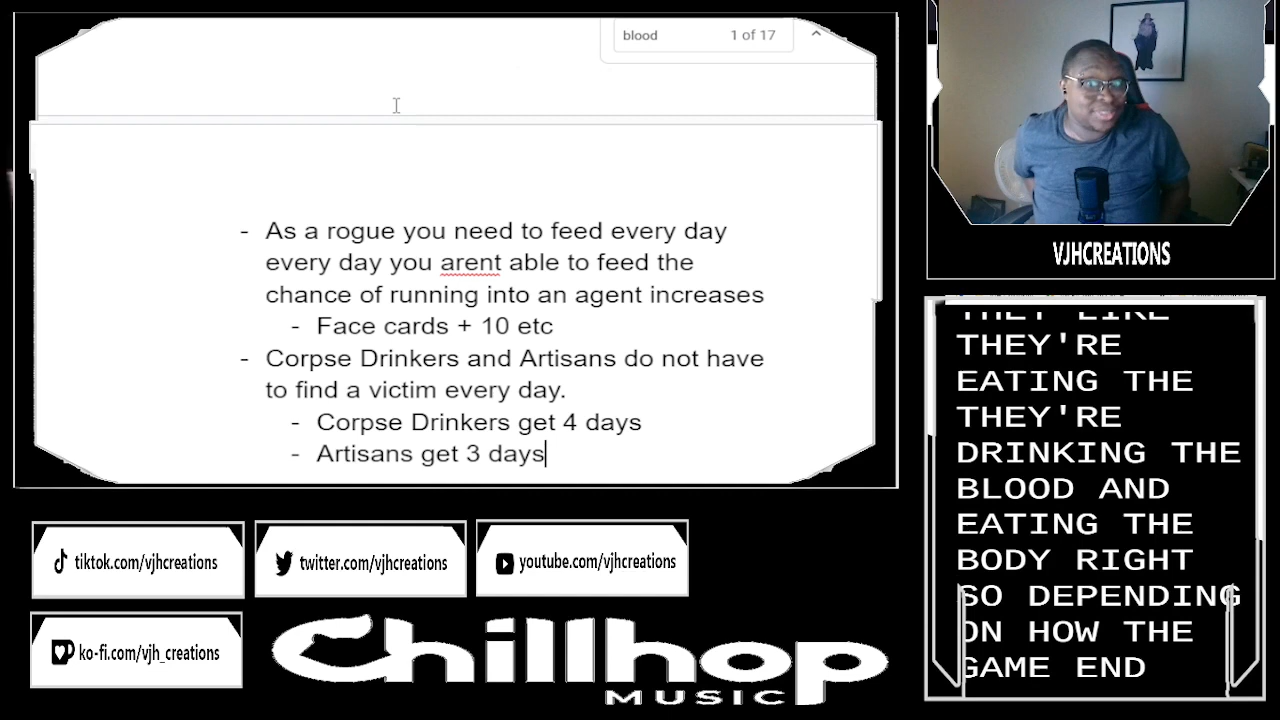 blood 1 of 17
- As a rogue you need to feed every day
every day you arent able to feed the
chance of running into an agent increases
- Face cards + 10 etc
- Corpse Drinkers and Artisans do not have
to find a victim every day.
- Corpse Drinkers get 4 days
- Artisans get 3 days
VJHCREATIONS
THEY LIKE
THEY'RE
EATING THE
THEY'RE
DRINKING THE
BLOOD AND
EATING THE
BODY RIGHT
SO DEPENDING
ON HOW THE
GAME END
tiktok.com/vjhcreations
twitter.com/vjhcreations
youtube.com/vjhcreations
ko-fi.com/vjh_creations
Chillhop
MUSIC